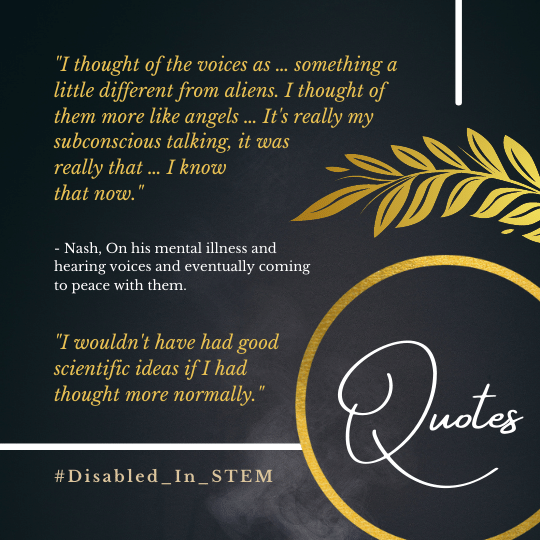 "I thought of the voices as ... something a
little different from aliens. I thought of
them more like angels ... It's really my
subconscious talking, it was
really that ... I know
that now."
- Nash, On his mental illness and
hearing voices and eventually coming
to peace with them.
"I wouldn't have had good
scientific ideas if I had
thought more normally."
Quotes
#Disabled_In_STEM